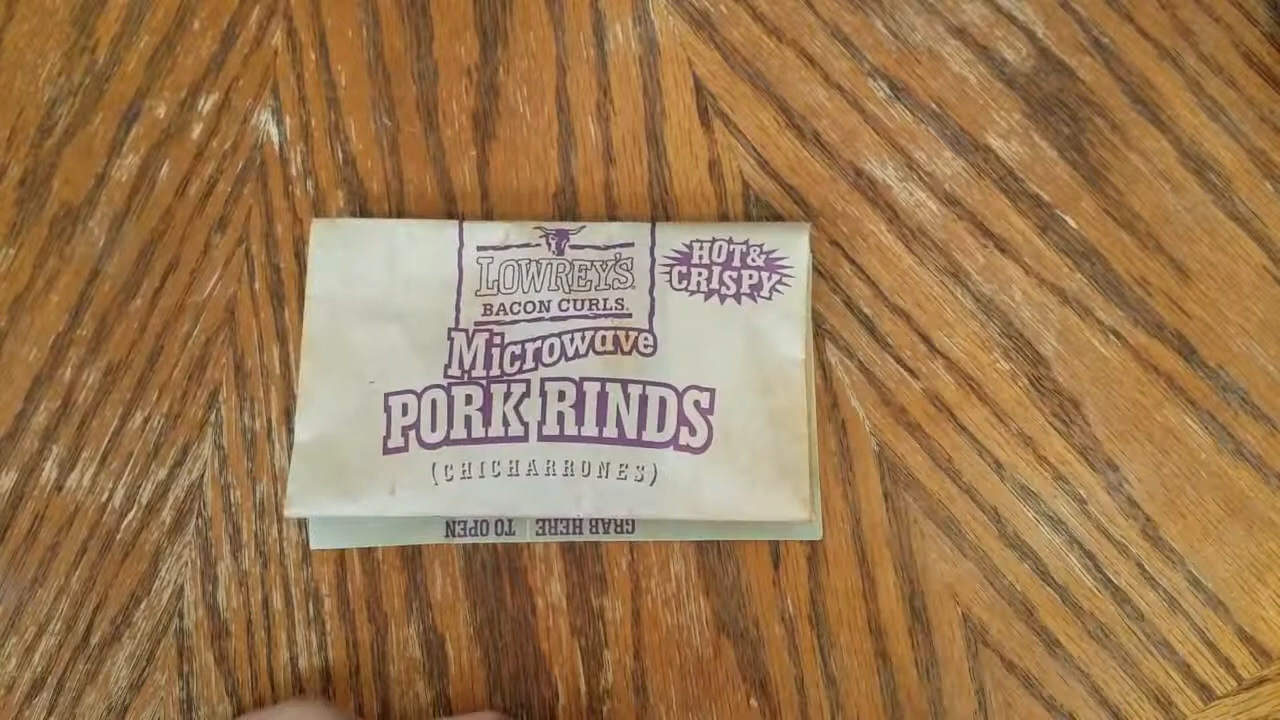 LOWREY'S
BACON CURLS.
HOT&
CRISPY
Microwave
PORK RINDS
(CHICHARRONES)
GRAB HERE TO OPEN